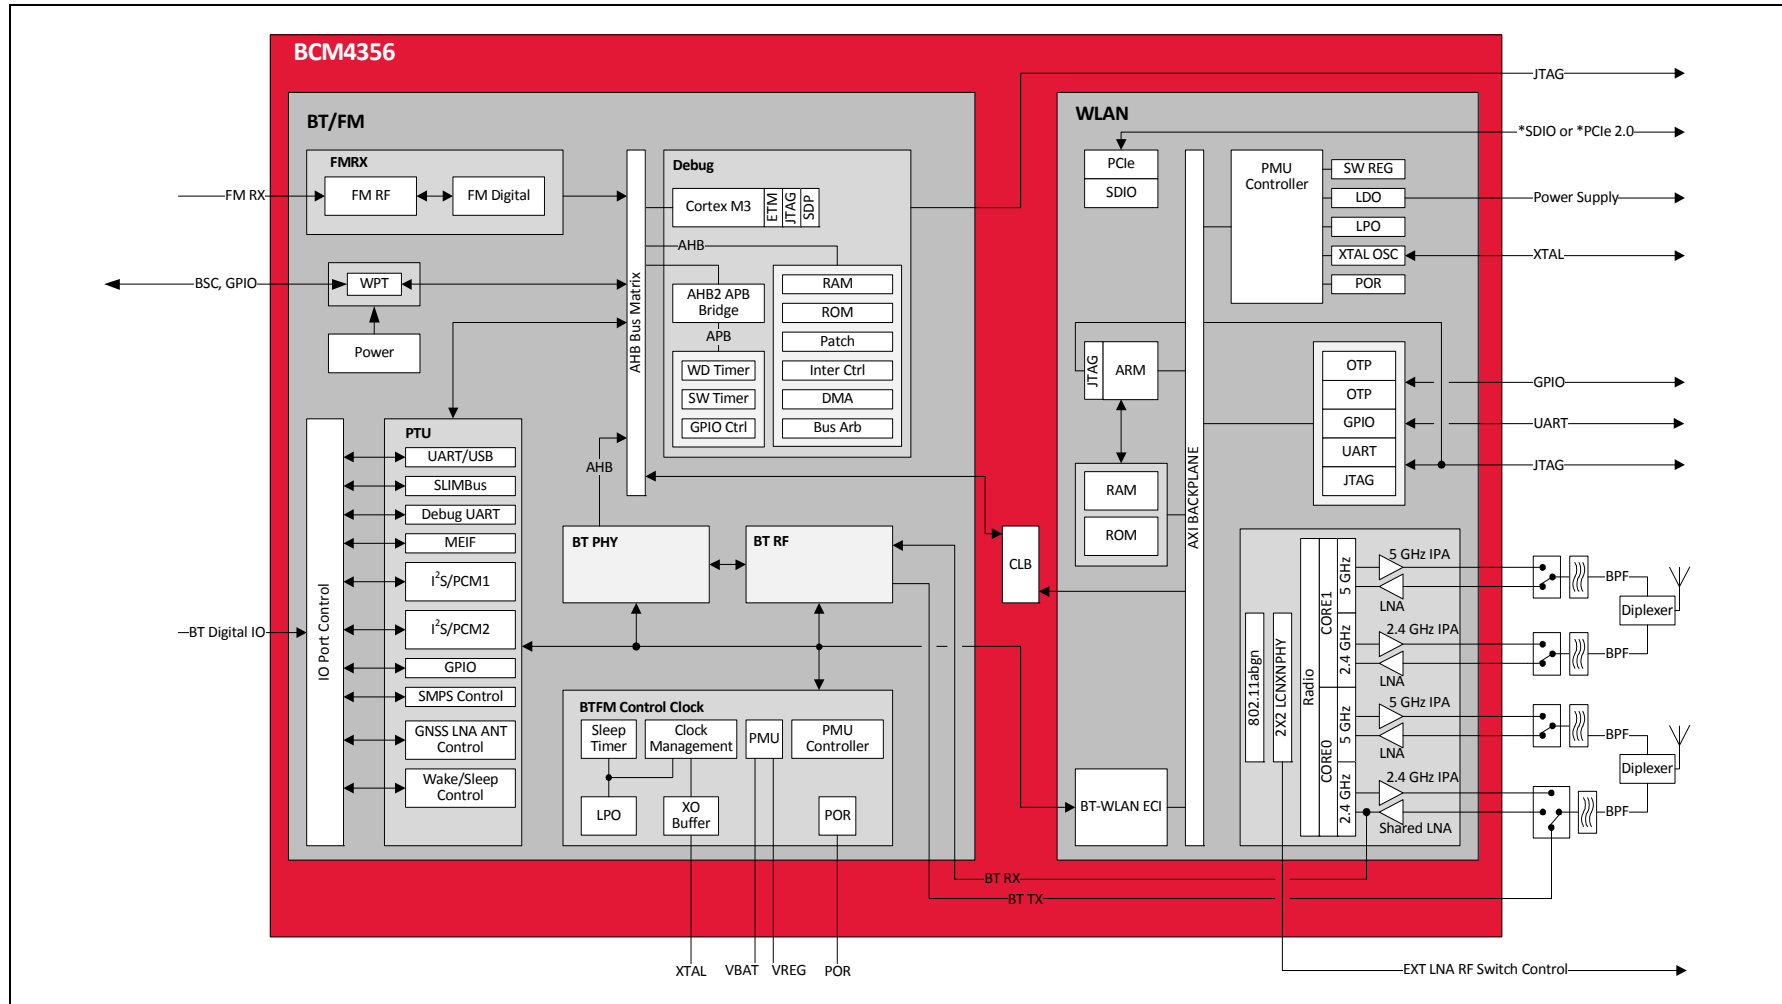 BCM4356
BT/FM
FMRX
FM RX
FM RF
FM Digital
BSC, GPIO
WPT
Power
AHB Bus Matrix
Debug
Cortex M3
ETM
JTAG
SDP
AHB
AHB2 APB
Bridge
APB
WD Timer
SW Timer
GPIO Ctrl
RAM
ROM
Patch
Inter Ctrl
DMA
Bus Arb
BT Digital IO
IO Port Control
PTU
UART/USB
SLIMBus
Debug UART
MEIF
I²S/PCM1
I²S/PCM2
GPIO
SMPS Control
GNSS LNA ANT
Control
Wake/Sleep
Control
AHB
BT PHY
BT RF
BTFM Control Clock
Sleep
Timer
Clock
Management
PMU
PMU
Controller
LPO
XO
Buffer
POR
XTAL
VBAT
VREG
POR
CLB
BT RX
BT TX
WLAN
PCIe
SDIO
AXI BACKPLANE
PMU
Controller
SW REG
LDO
LPO
XTAL OSC
POR
JTAG
*SDIO or *PCIe 2.0
Power Supply
XTAL
JTAG
ARM
RAM
ROM
OTP
OTP
GPIO
UART
JTAG
GPIO
UART
JTAG
BT-WLAN ECI
802.11abgn
2X2 LCNXNPHY
Radio
CORE1
CORE0
5 GHz
2.4 GHz
5 GHz
2.4 GHz
5 GHz IPA
LNA
2.4 GHz IPA
LNA
5 GHz IPA
LNA
2.4 GHz IPA
Shared LNA
BPF
Diplexer
BPF
BPF
Diplexer
BPF
EXT LNA RF Switch Control